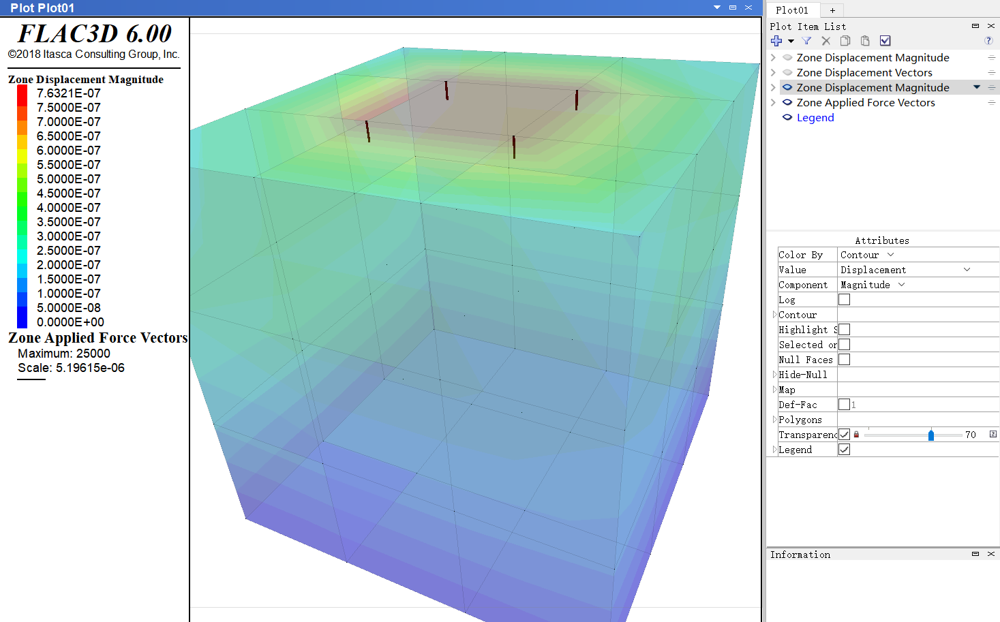 Plot Plot01
FLAC3D 6.00
©2018 Itasca Consulting Group, Inc.
Zone Displacement Magnitude
7.6321E-07
7.5000E-07
7.0000E-07
6.5000E-07
6.0000E-07
5.5000E-07
5.0000E-07
4.5000E-07
4.0000E-07
3.5000E-07
3.0000E-07
2.5000E-07
2.0000E-07
1.5000E-07
1.0000E-07
5.0000E-08
0.0000E+00
Zone Applied Force Vectors
Maximum: 25000
Scale: 5.19615e-06
Plot01
+
Plot Item List
?
Zone Displacement Magnitude
Zone Displacement Vectors
Zone Displacement Magnitude
Zone Applied Force Vectors
Legend
Attributes
Color By Contour
Value Displacement
Component Magnitude
Log
Contour
Highlight S
Selected or
Null Faces
Hide-Null
Map
Def-Fac 1
Polygons
Transparenc 70 ?
Legend
Information